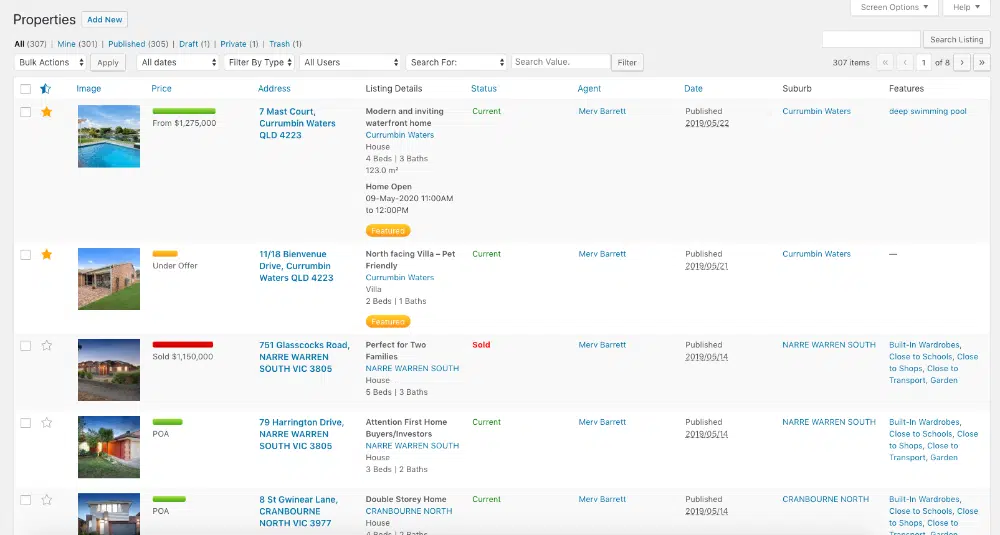 Screen Options ▼ Help ▼
Properties Add New
All (307) | Mine (301) | Published (305) | Draft (1) | Private (1) | Trash (1)
Search Listing
Bulk Actions Apply All dates Filter By Type All Users Search For: Search Value. Filter 307 items « ‹ 1 of 8 › »
Image Price Address Listing Details Status Agent Date Suburb Features
From $1,275,000
7 Mast Court,
Currumbin Waters
QLD 4223
Modern and inviting
waterfront home
Currumbin Waters
House
4 Beds | 3 Baths
123.0 m²
Home Open
09-May-2020 11:00AM
to 12:00PM
Featured
Current
Merv Barrett
Published
2019/05/22
Currumbin Waters
deep swimming pool
Under Offer
11/18 Bienvenue
Drive, Currumbin
Waters QLD 4223
North facing Villa – Pet
Friendly
Currumbin Waters
Villa
2 Beds | 1 Baths
Featured
Current
Merv Barrett
Published
2019/05/21
Currumbin Waters
—
Sold $1,150,000
751 Glasscocks Road,
NARRE WARREN
SOUTH VIC 3805
Perfect for Two
Families
NARRE WARREN SOUTH
House
5 Beds | 3 Baths
Sold
Merv Barrett
Published
2019/05/14
NARRE WARREN SOUTH
Built-In Wardrobes,
Close to Schools, Close
to Shops, Close to
Transport, Garden
POA
79 Harrington Drive,
NARRE WARREN
SOUTH VIC 3805
Attention First Home
Buyers/Investors
NARRE WARREN SOUTH
House
3 Beds | 2 Baths
Current
Merv Barrett
Published
2019/05/14
NARRE WARREN SOUTH
Built-In Wardrobes,
Close to Schools, Close
to Shops, Close to
Transport, Garden
POA
8 St Gwinear Lane,
CRANBOURNE
NORTH VIC 3977
Double Storey Home
CRANBOURNE NORTH
House
4 Beds | 2 Baths
Current
Merv Barrett
Published
2019/05/14
CRANBOURNE NORTH
Built-In Wardrobes,
Close to Schools, Close
to Shops, Close to
Transport, Garden